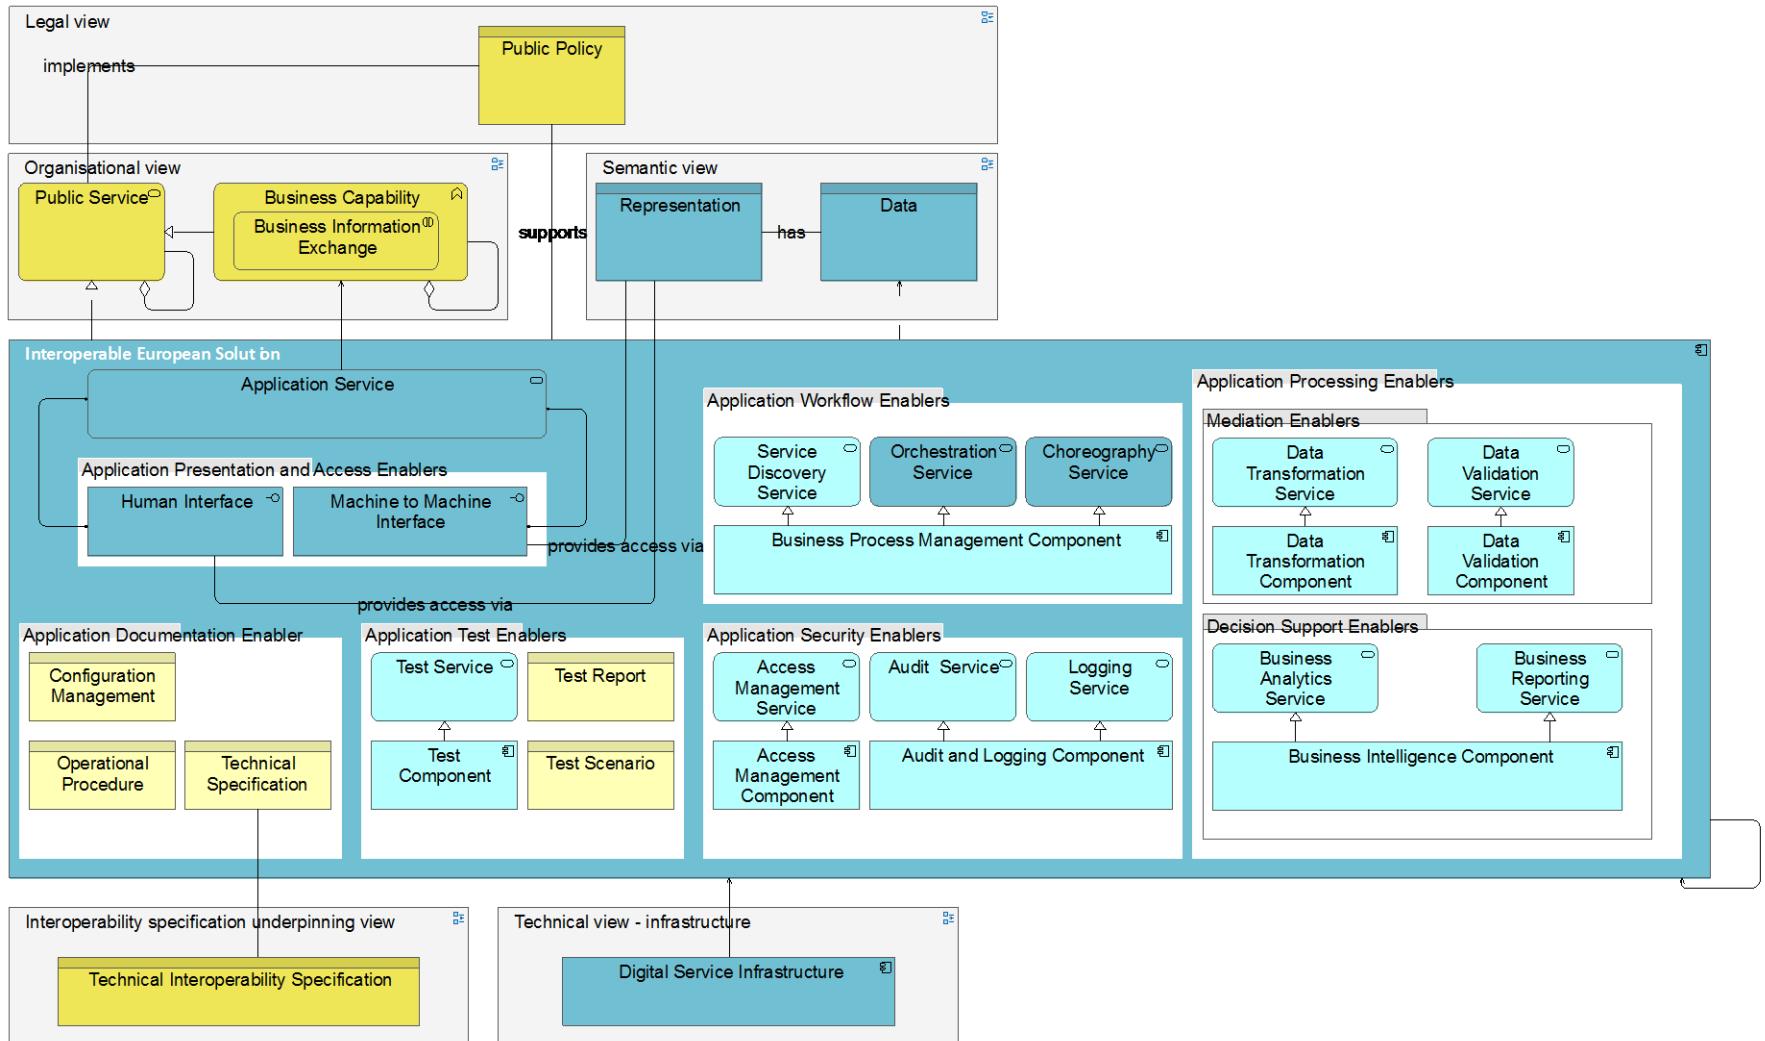 Legal view
Public Policy
implements
Organisational view
Public Service
Business Capability
Business Information
Exchange
supports
Semantic view
Representation
has
Data
Interoperable European Solution
Application Service
Application Presentation and Access Enablers
Human Interface
Machine to Machine
Interface
provides access via
provides access via
Application Workflow Enablers
Service
Discovery
Service
Orchestration
Service
Choreography
Service
Business Process Management Component
Application Processing Enablers
Mediation Enablers
Data
Transformation
Service
Data
Validation
Service
Data
Transformation
Component
Data
Validation
Component
Decision Support Enablers
Business
Analytics
Service
Business
Reporting
Service
Business Intelligence Component
Application Documentation Enabler
Configuration
Management
Operational
Procedure
Technical
Specification
Application Test Enablers
Test Service
Test Report
Test
Component
Test Scenario
Application Security Enablers
Access
Management
Service
Audit Service
Logging
Service
Access
Management
Component
Audit and Logging Component
Interoperability specification underpinning view
Technical Interoperability Specification
Technical view - infrastructure
Digital Service Infrastructure